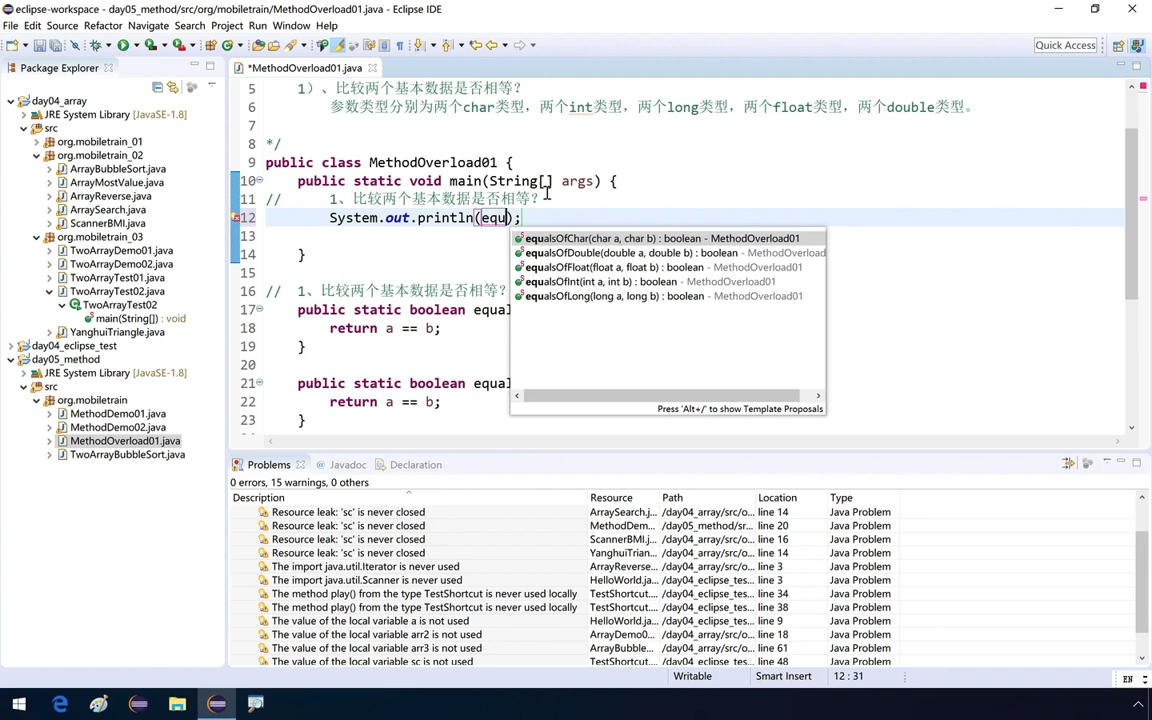 eclipse-workspace - day05_method/src/org/mobiletrain/MethodOverload01.java - Eclipse IDE
File Edit Source Refactor Navigate Search Project Run Window Help
Quick Access
Package Explorer
*MethodOverload01.java
day04_array
JRE System Library [JavaSE-1.8]
src
org.mobiletrain_01
org.mobiletrain_02
ArrayBubbleSort.java
ArrayMostValue.java
ArrayReverse.java
ArraySearch.java
ScannerBMI.java
org.mobiletrain_03
TwoArrayDemo01.java
TwoArrayDemo02.java
TwoArrayTest01.java
TwoArrayTest02.java
TwoArrayTest02
main(String[]) : void
YanghuiTriangle.java
day04_eclipse_test
day05_method
JRE System Library [JavaSE-1.8]
src
org.mobiletrain
MethodDemo01.java
MethodDemo02.java
MethodOverload01.java
TwoArrayBubbleSort.java
5 1）、比较两个基本数据是否相等？
6 参数类型分别为两个char类型，两个int类型，两个long类型，两个float类型，两个double类型。
7
8 */
9 public class MethodOverload01 {
10 public static void main(String[] args) {
11 // 1、比较两个基本数据是否相等？
12 System.out.println(equ);
13
14 }
15
16 // 1、比较两个基本数据是否相等？
17 public static boolean equal
18 return a == b;
19 }
20
21 public static boolean equal
22 return a == b;
23 }
equalsOfChar(char a, char b) : boolean - MethodOverload01
equalsOfDouble(double a, double b) : boolean - MethodOverload
equalsOfFloat(float a, float b) : boolean - MethodOverload01
equalsOfInt(int a, int b) : boolean - MethodOverload01
equalsOfLong(long a, long b) : boolean - MethodOverload01
Press 'Alt+/' to show Template Proposals
Problems Javadoc Declaration
0 errors, 15 warnings, 0 others
Description Resource Path Location Type
Resource leak: 'sc' is never closed ArraySearch.j... /day04_array/src/o... line 14 Java Problem
Resource leak: 'sc' is never closed MethodDem... /day05_method/sr... line 20 Java Problem
Resource leak: 'sc' is never closed ScannerBMI.j... /day04_array/src/o... line 16 Java Problem
Resource leak: 'sc' is never closed YanghuiTrian... /day04_array/src/o... line 14 Java Problem
The import java.util.Iterator is never used ArrayReverse... /day04_array/src/o... line 3 Java Problem
The import java.util.Scanner is never used HelloWorld.ja... /day04_eclipse_tes... line 3 Java Problem
The method play() from the type TestShortcut is never used locally TestShortcut.... /day04_eclipse_tes... line 34 Java Problem
The method play() from the type TestShortcut is never used locally TestShortcut.... /day04_eclipse_tes... line 38 Java Problem
The value of the local variable a is not used HelloWorld.ja... /day04_eclipse_tes... line 9 Java Problem
The value of the local variable arr2 is not used ArrayDemo0... /day04_array/src/o... line 18 Java Problem
The value of the local variable arr3 is not used ArrayBubble... /day04_array/src/o... line 61 Java Problem
The value of the local variable sc is not used TestShortcut.... /day04_eclipse_tes... line 48 Java Problem
Writable Smart Insert 12 : 31
EN